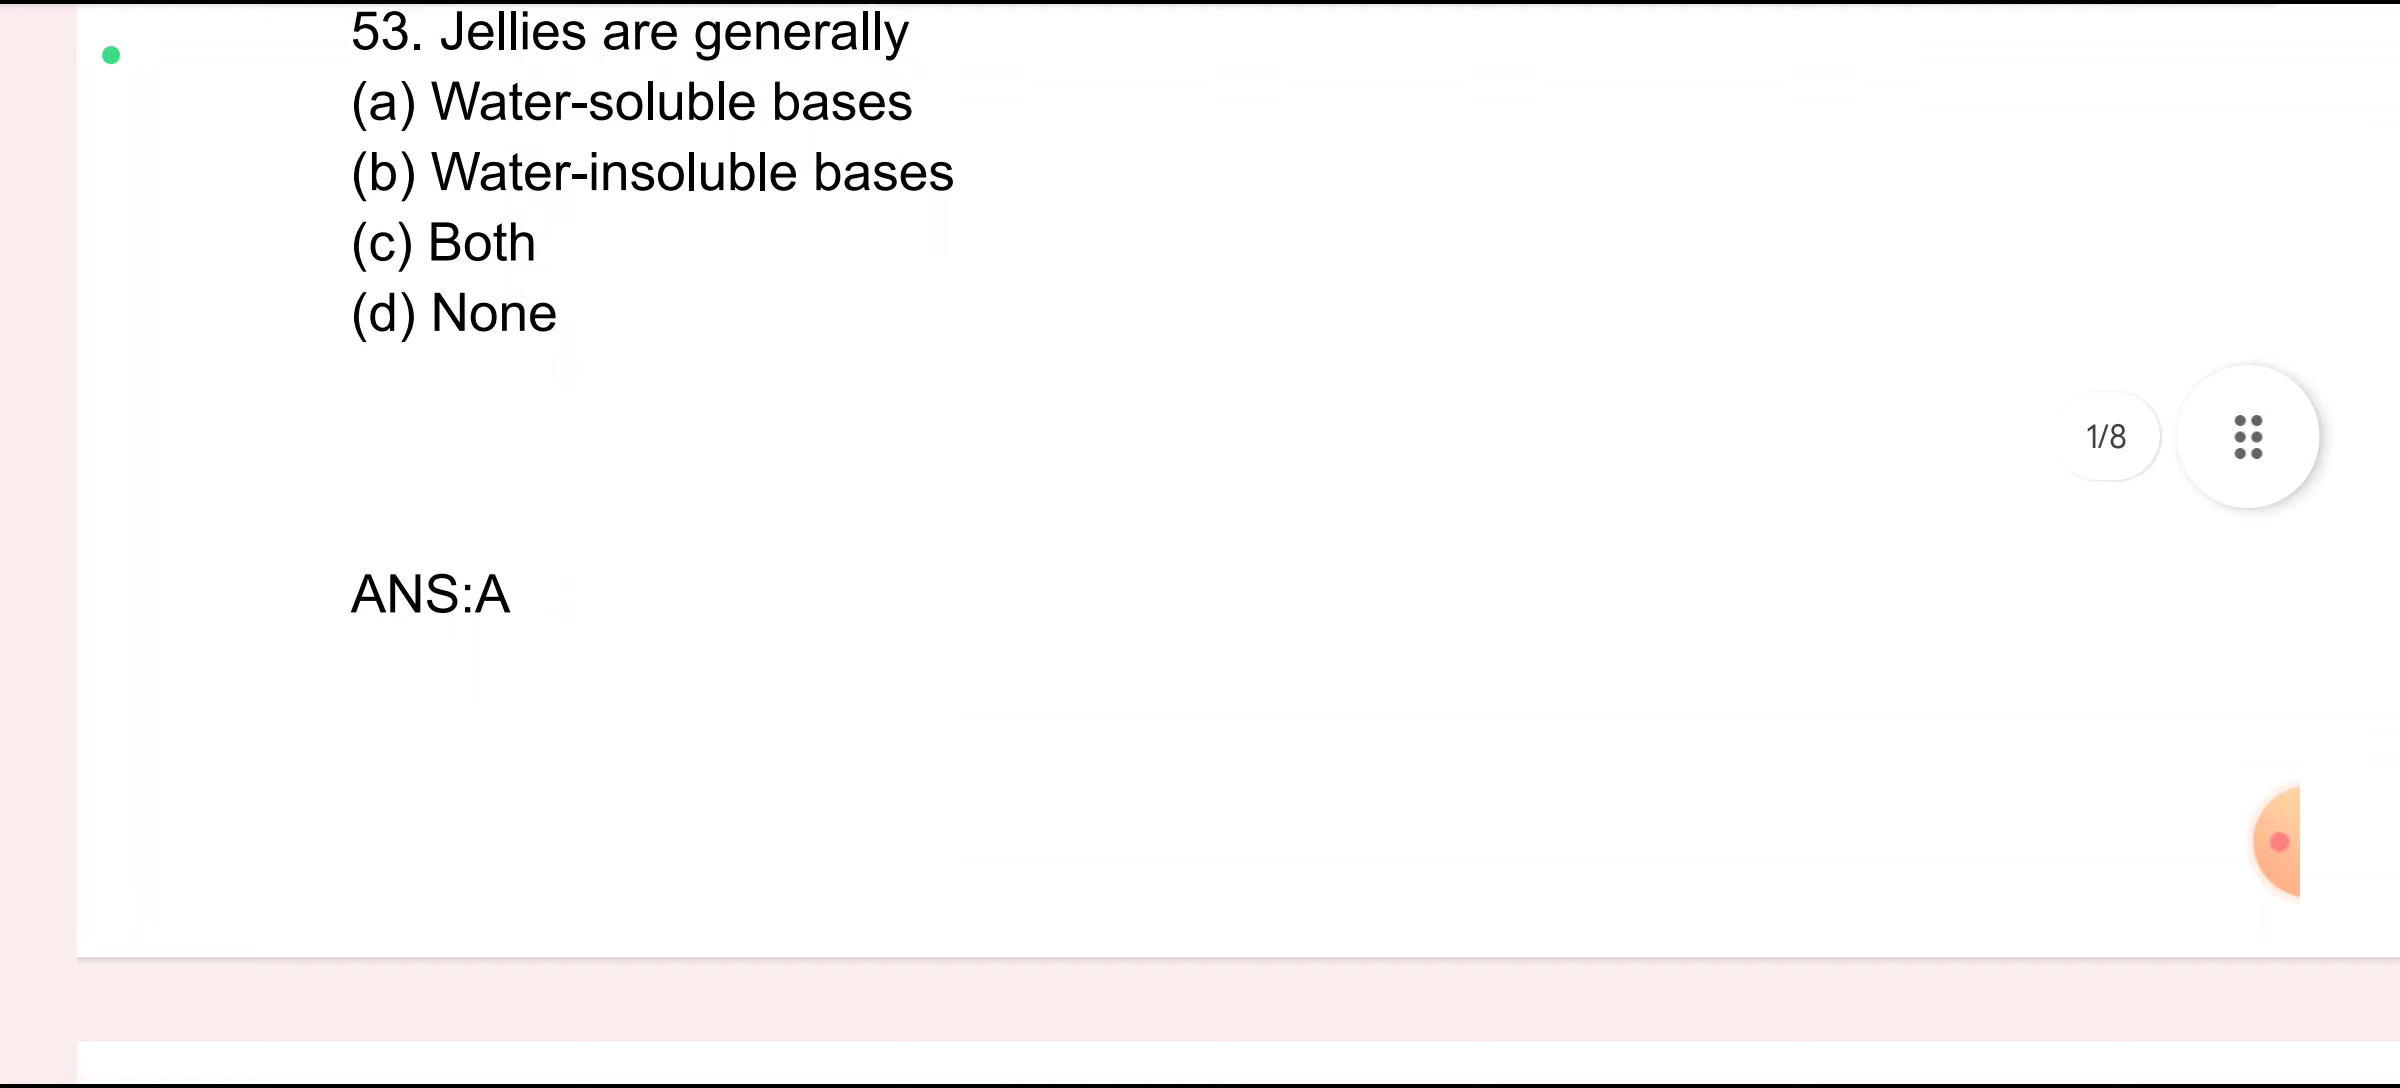 53. Jellies are generally
(a) Water-soluble bases
(b) Water-insoluble bases
(c) Both
(d) None
1/8
ANS:A